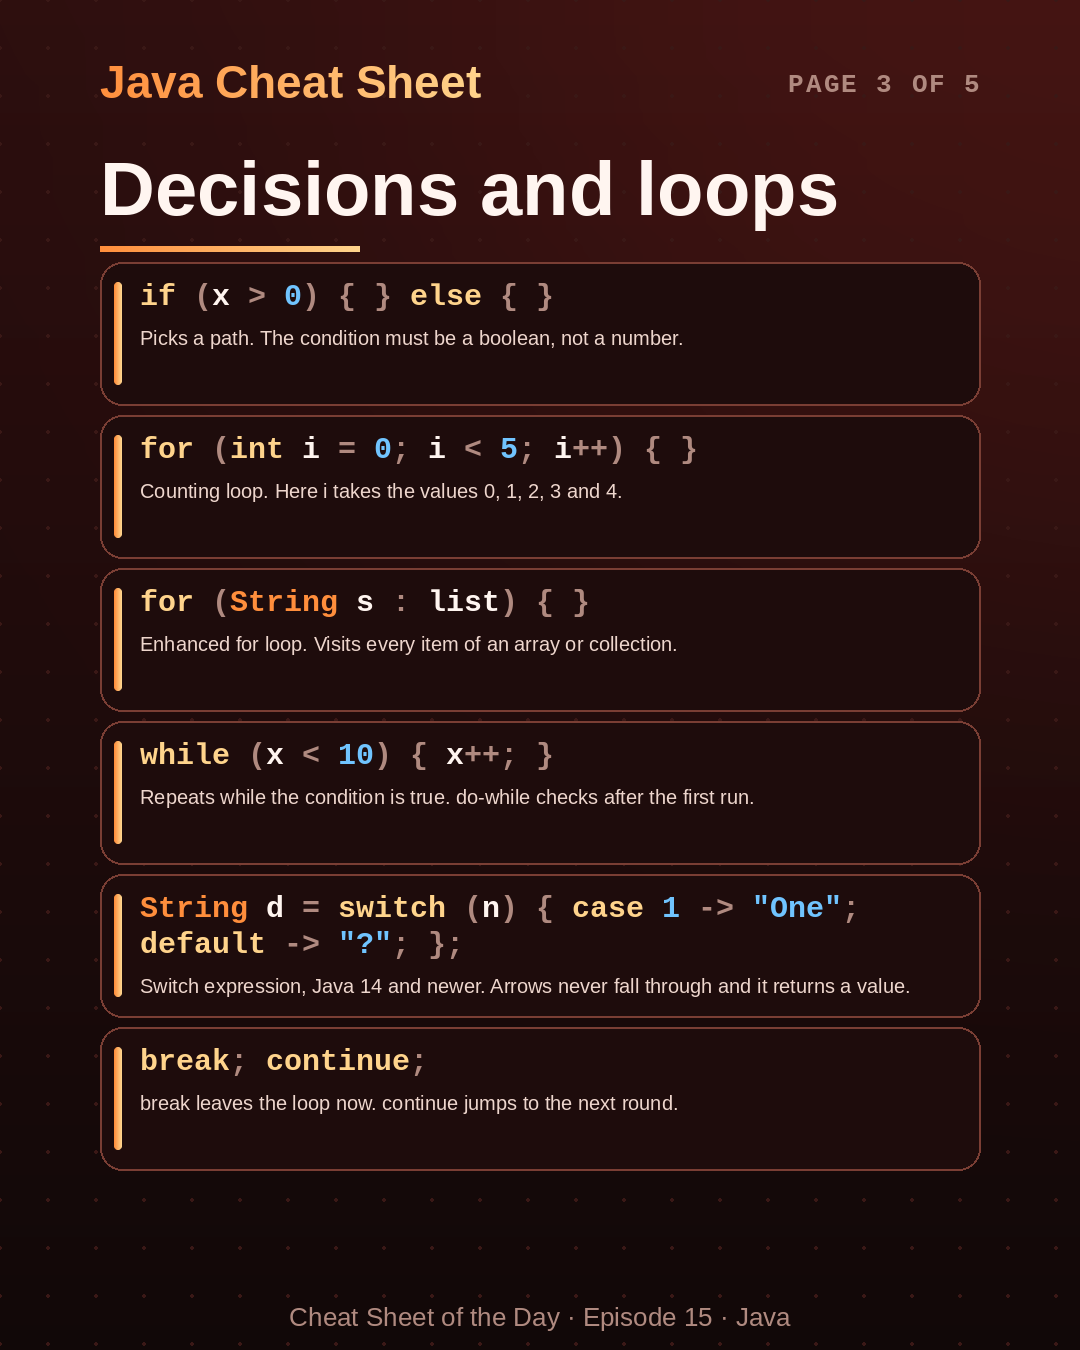 Java Cheat Sheet
PAGE 3 OF 5
Decisions and loops
if (x > 0) { } else { }
Picks a path. The condition must be a boolean, not a number.
for (int i = 0; i < 5; i++) { }
Counting loop. Here i takes the values 0, 1, 2, 3 and 4.
for (String s : list) { }
Enhanced for loop. Visits every item of an array or collection.
while (x < 10) { x++; }
Repeats while the condition is true. do-while checks after the first run.
String d = switch (n) { case 1 -> "One";
default -> "?"; };
Switch expression, Java 14 and newer. Arrows never fall through and it returns a value.
break; continue;
break leaves the loop now. continue jumps to the next round.
Cheat Sheet of the Day · Episode 15 · Java